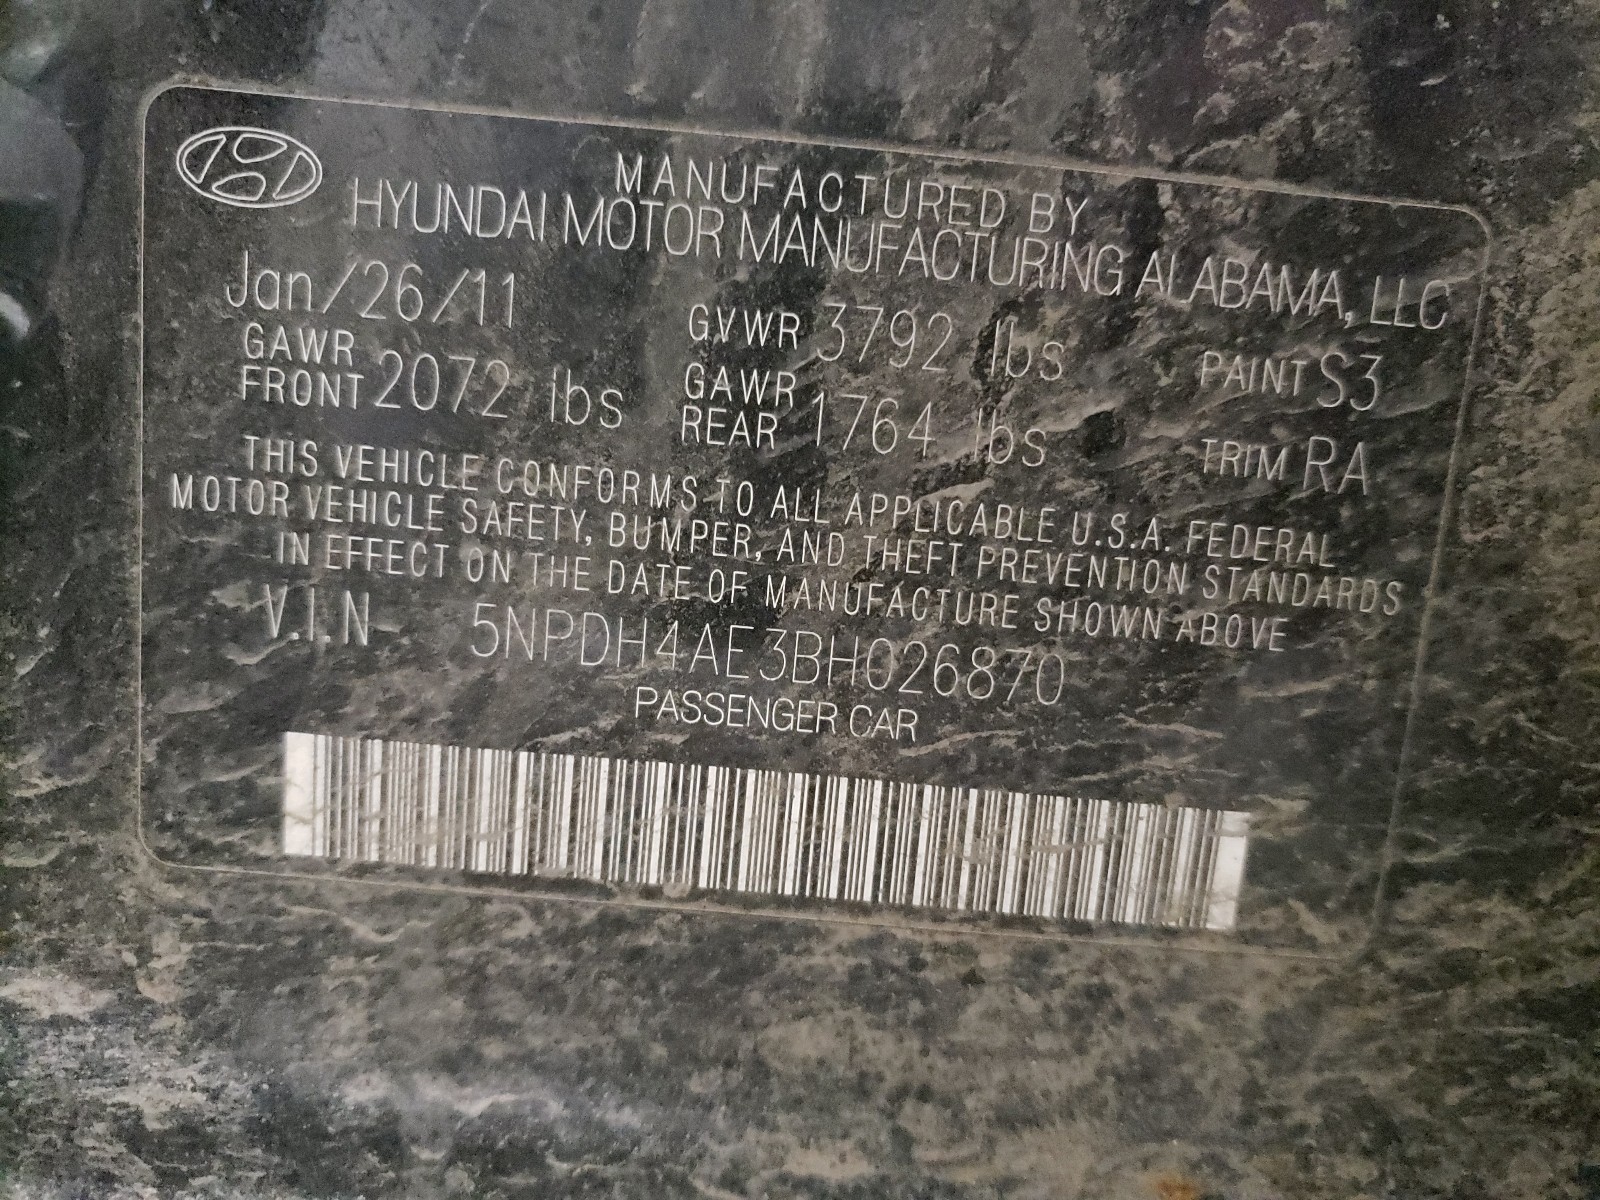 MANUFACTURED BY
HYUNDAI MOTOR MANUFACTURING ALABAMA, LLC
Jan/26/11 GVWR 3792 lbs PAINT S3
GAWR FRONT 2072 lbs GAWR REAR 1764 lbs TRIM RA
THIS VEHICLE CONFORMS TO ALL APPLICABLE U.S.A. FEDERAL
MOTOR VEHICLE SAFETY, BUMPER, AND THEFT PREVENTION STANDARDS
IN EFFECT ON THE DATE OF MANUFACTURE SHOWN ABOVE
V.I.N 5NPDH4AE3BH026870
PASSENGER CAR